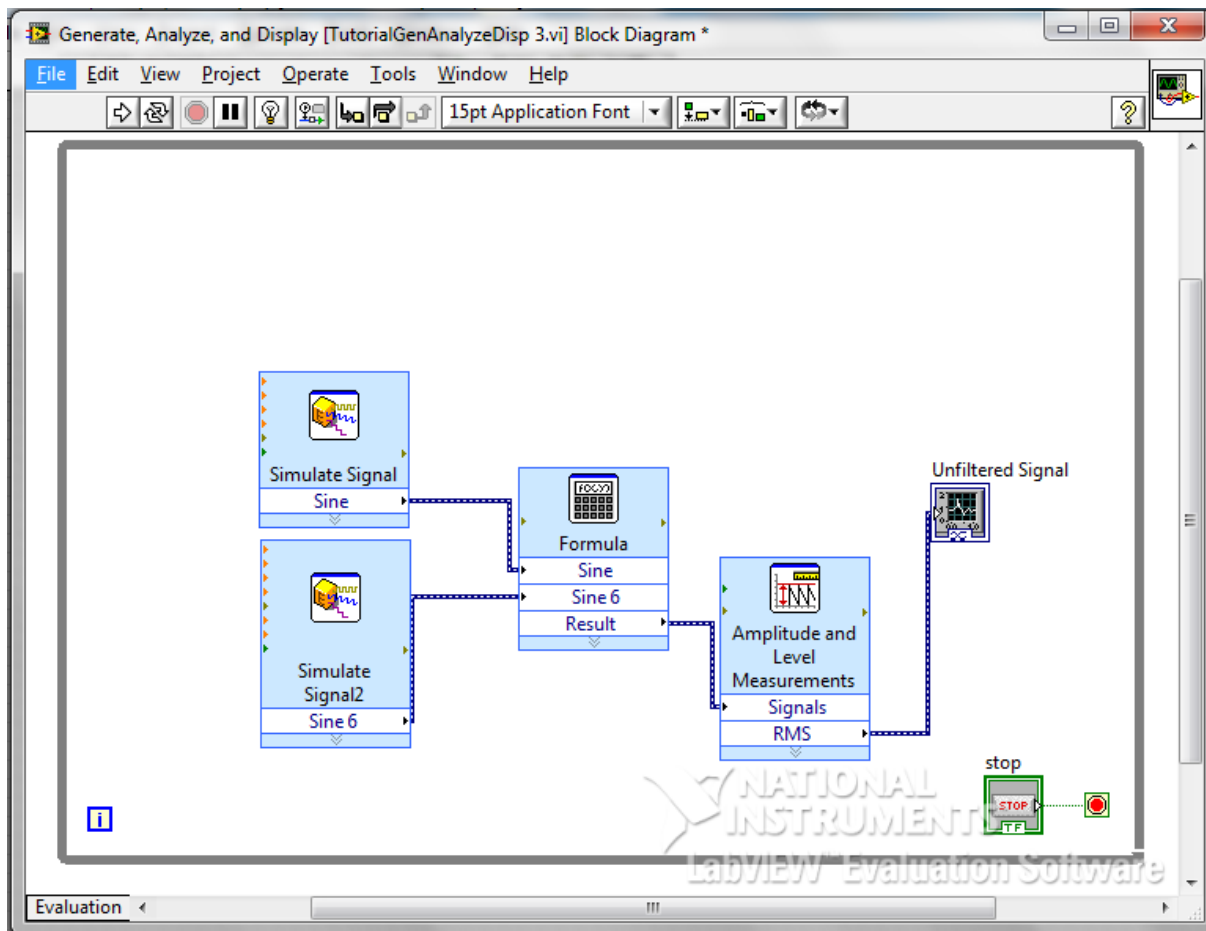 Generate, Analyze, and Display [TutorialGenAnalyzeDisp 3.vi] Block Diagram *
File Edit View Project Operate Tools Window Help
15pt Application Font
?
Simulate Signal
Sine
Simulate
Signal2
Sine 6
f(x,y)
Formula
Sine
Sine 6
Result
Amplitude and
Level
Measurements
Signals
RMS
Unfiltered Signal
stop
STOP
TF
i
NATIONAL
INSTRUMENTS
LabVIEW™ Evaluation Software
Evaluation